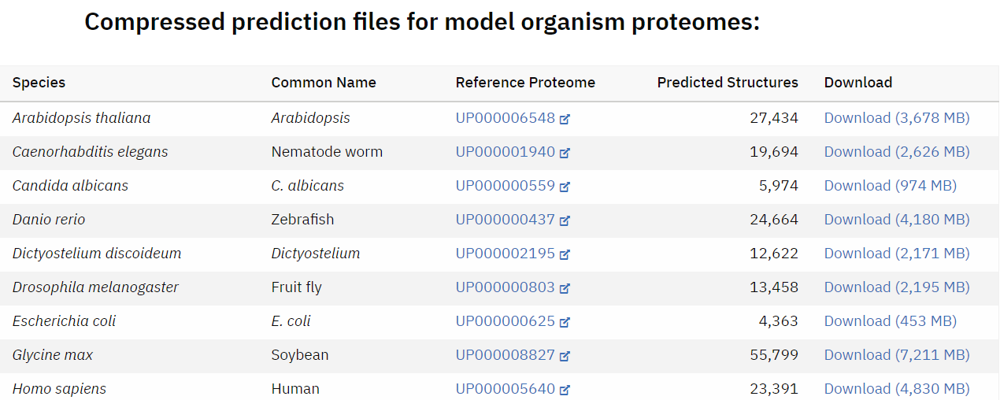 Compressed prediction files for model organism proteomes:
Species Common Name Reference Proteome Predicted Structures Download
Arabidopsis thaliana Arabidopsis UP000006548 27,434 Download (3,678 MB)
Caenorhabditis elegans Nematode worm UP000001940 19,694 Download (2,626 MB)
Candida albicans C. albicans UP000000559 5,974 Download (974 MB)
Danio rerio Zebrafish UP000000437 24,664 Download (4,180 MB)
Dictyostelium discoideum Dictyostelium UP000002195 12,622 Download (2,171 MB)
Drosophila melanogaster Fruit fly UP000000803 13,458 Download (2,195 MB)
Escherichia coli E. coli UP000000625 4,363 Download (453 MB)
Glycine max Soybean UP000008827 55,799 Download (7,211 MB)
Homo sapiens Human UP000005640 23,391 Download (4,830 MB)